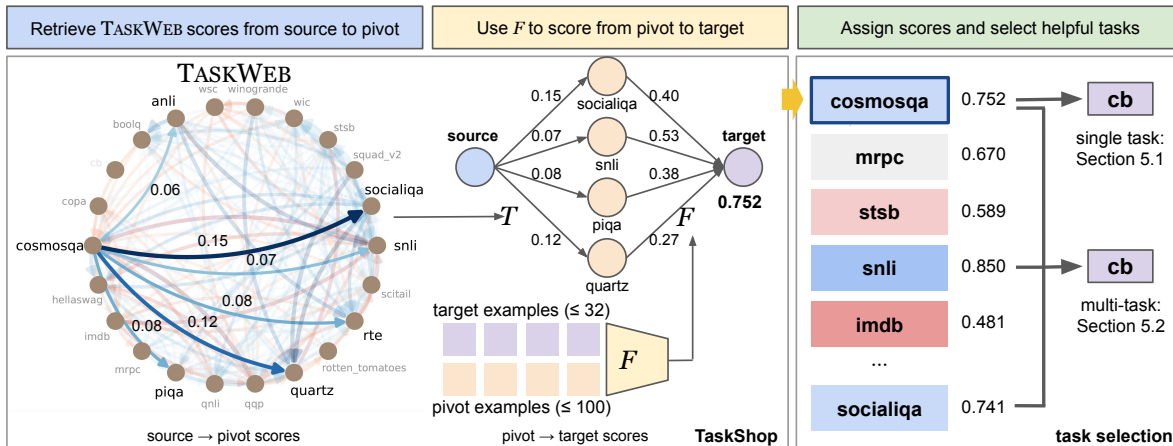 Retrieve TASKWEB scores from source to pivot
Use F to score from pivot to target
Assign scores and select helpful tasks
TASKWEB
wsc
winogrande
anli
wic
boolq
stsb
cb
squad_v2
0.06
socialiqa
copa
cosmosqa
0.15
snli
0.07
hellaswag
0.08
scitail
0.08
0.12
imdb
rte
mrpc
rotten_tomatoes
piqa
quartz
qnli
qqp
source → pivot scores
source
T
0.15
socialiqa
0.40
0.07
snli
0.53
0.08
piqa
0.38
0.12
quartz
0.27
target
0.752
F
target examples (≤ 32)
F
pivot examples (≤ 100)
pivot → target scores
TaskShop
cosmosqa
0.752
cb
mrpc
0.670
single task:
Section 5.1
stsb
0.589
snli
0.850
cb
imdb
0.481
multi-task:
Section 5.2
...
socialiqa
0.741
task selection